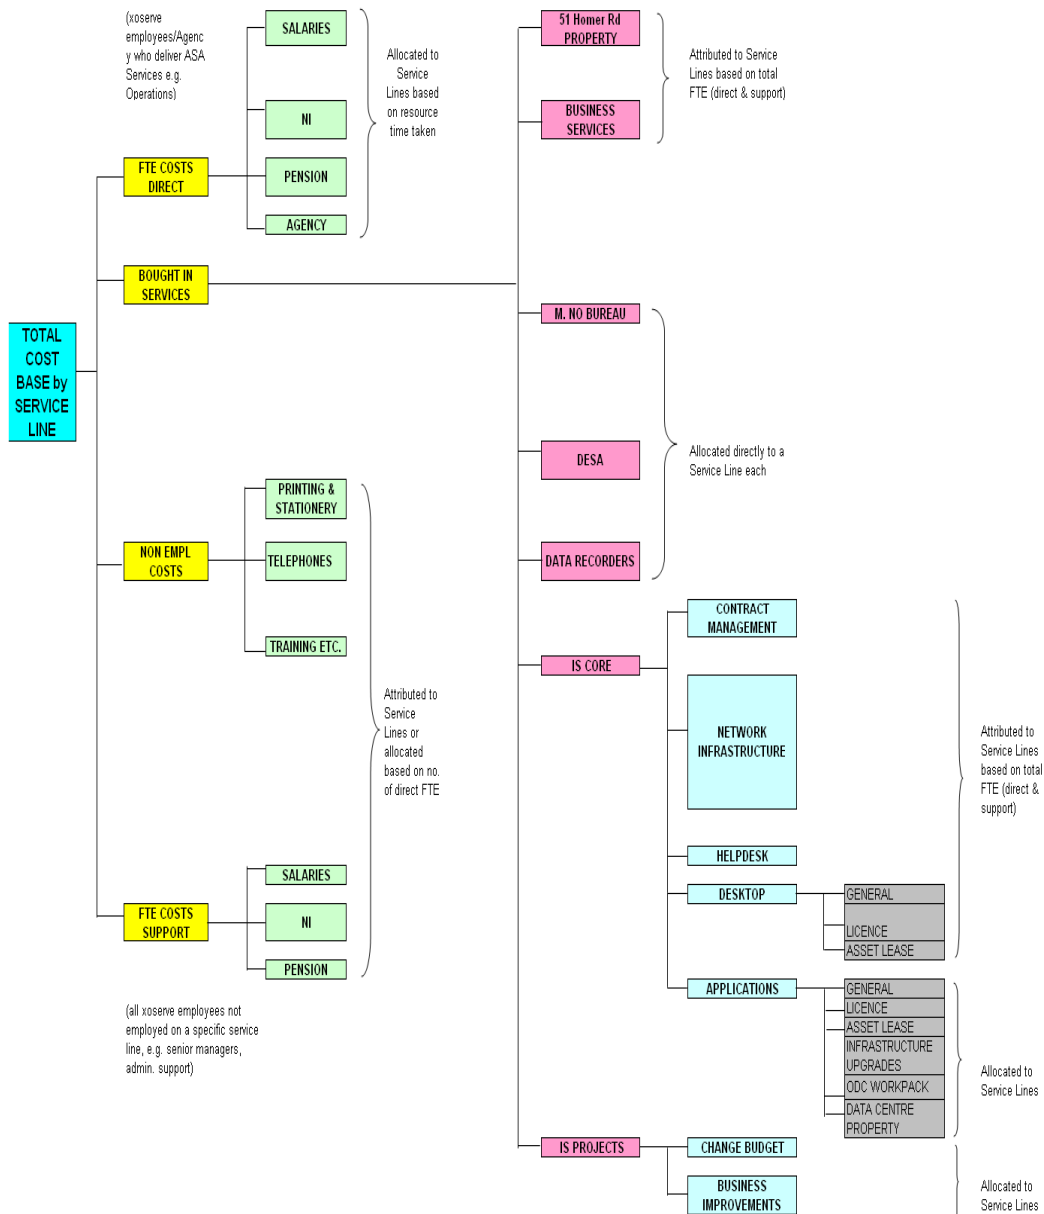 (xoserve
employees/Agenc
y who deliver ASA
Services e.g.
Operations)
SALARIES
NI
PENSION
AGENCY
Allocated to
Service
Lines based
on resource
time taken
FTE COSTS
DIRECT
BOUGHT IN
SERVICES
TOTAL
COST
BASE by
SERVICE
LINE
NON EMPL
COSTS
PRINTING &
STATIONERY
TELEPHONES
TRAINING ETC.
Attributed to
Service
Lines or
allocated
based on no.
of direct FTE
FTE COSTS
SUPPORT
SALARIES
NI
PENSION
(all xoserve employees not
employed on a specific service
line, e.g. senior managers,
admin. support)
51 Homer Rd
PROPERTY
BUSINESS
SERVICES
Attributed to Service
Lines based on total
FTE (direct & support)
M. NO BUREAU
DESA
DATA RECORDERS
Allocated directly to a
Service Line each
IS CORE
CONTRACT
MANAGEMENT
NETWORK
INFRASTRUCTURE
HELPDESK
DESKTOP
GENERAL
LICENCE
ASSET LEASE
Attributed to
Service Lines
based on total
FTE (direct &
support)
APPLICATIONS
GENERAL
LICENCE
ASSET LEASE
INFRASTRUCTURE
UPGRADES
ODC WORKPACK
DATA CENTRE
PROPERTY
Allocated to
Service Lines
IS PROJECTS
CHANGE BUDGET
BUSINESS
IMPROVEMENTS
Allocated to
Service Lines